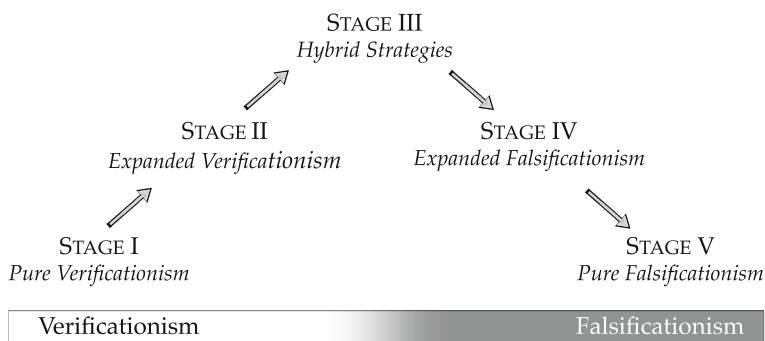 STAGE III
Hybrid Strategies
STAGE II
Expanded Verificationism
STAGE IV
Expanded Falsificationism
STAGE I
Pure Verificationism
STAGE V
Pure Falsificationism
Verificationism
Falsificationism